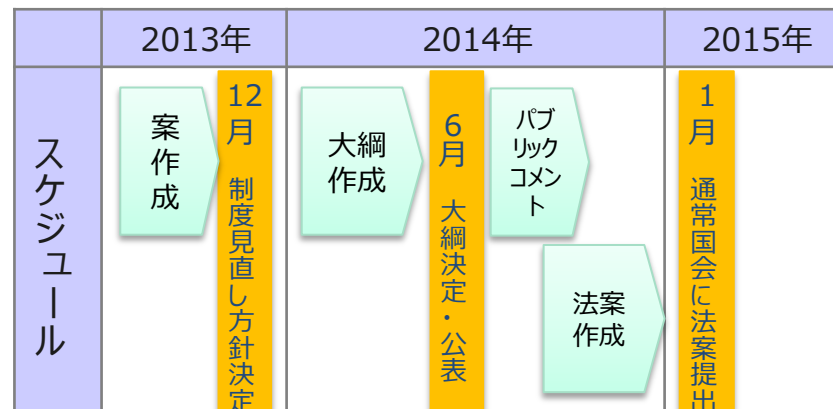 2013年
2014年
2015年
スケジュール
案
作
成
12
月 制度見直し方針決定
大綱
作成
6
月 大綱決定・公表
パブ
リック
コメン
ト
法案
作成
1
月 通常国会に法案提出